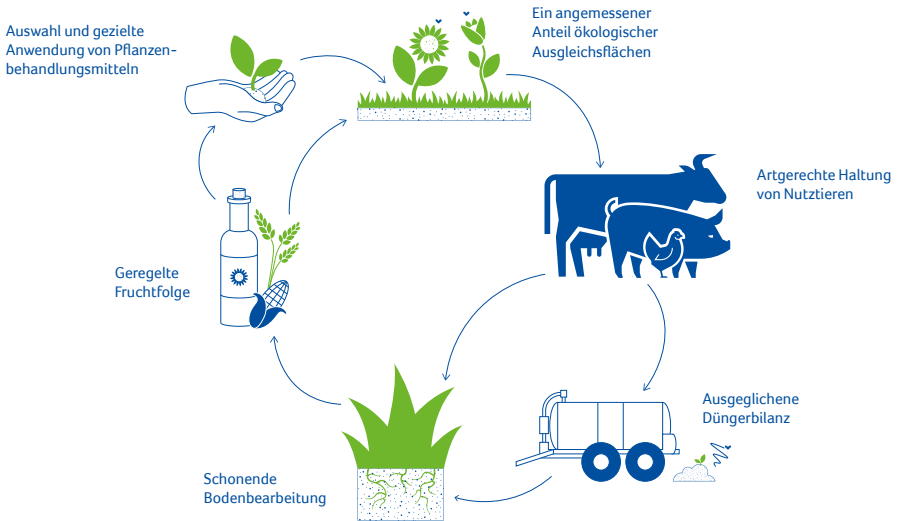 Auswahl und gezielte
Anwendung von Pflanzen-
behandlungsmitteln
Ein angemessener
Anteil ökologischer
Ausgleichsflächen
Artgerechte Haltung
von Nutztieren
Geregelte
Fruchtfolge
Ausgeglichene
Düngerbilanz
Schonende
Bodenbearbeitung